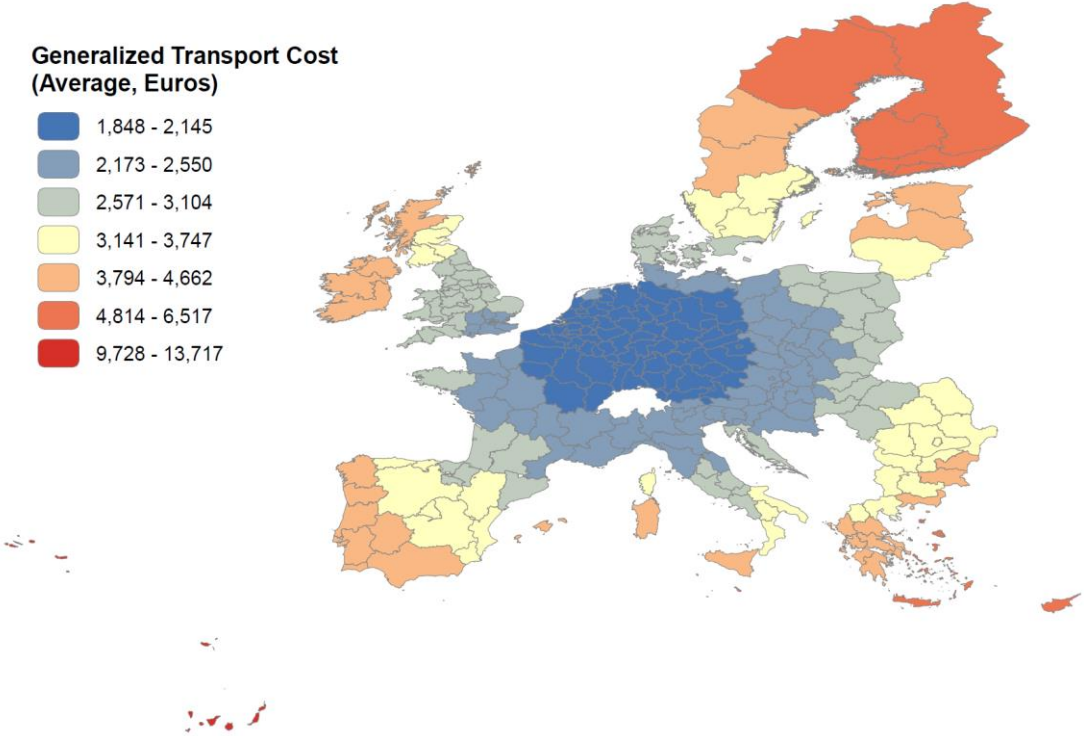 Generalized Transport Cost
(Average, Euros)
1,848 - 2,145
2,173 - 2,550
2,571 - 3,104
3,141 - 3,747
3,794 - 4,662
4,814 - 6,517
9,728 - 13,717